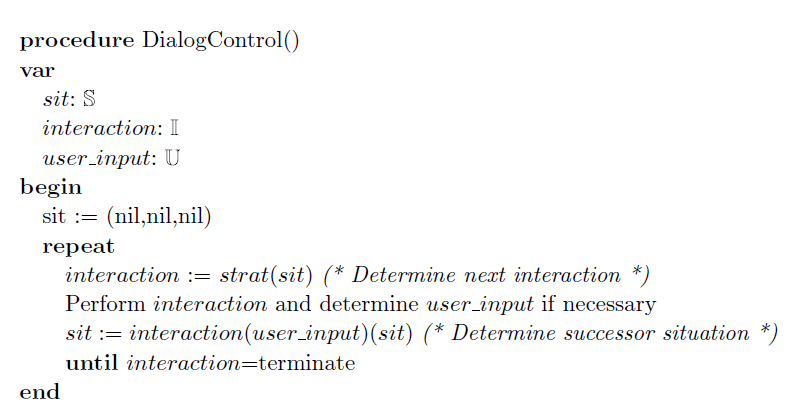 procedure DialogControl()
var
sit: 𝕊
interaction: 𝕀
user_input: 𝕌
begin
sit := (nil,nil,nil)
repeat
interaction := strat(sit) (* Determine next interaction *)
Perform interaction and determine user_input if necessary
sit := interaction(user_input)(sit) (* Determine successor situation *)
until interaction=terminate
end